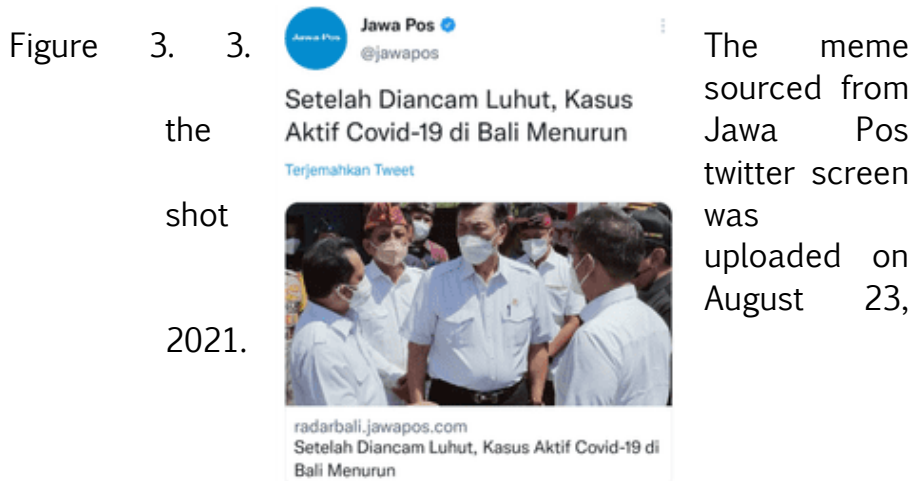 Figure 3. 3. The meme
sourced from
the Jawa Pos
twitter screen
shot was
uploaded on
August 23,
2021.
Jawa Pos
Jawa Pos
@jawapos
Setelah Diancam Luhut, Kasus
Aktif Covid-19 di Bali Menurun
Terjemahkan Tweet
radarbali.jawapos.com
Setelah Diancam Luhut, Kasus Aktif Covid-19 di
Bali Menurun